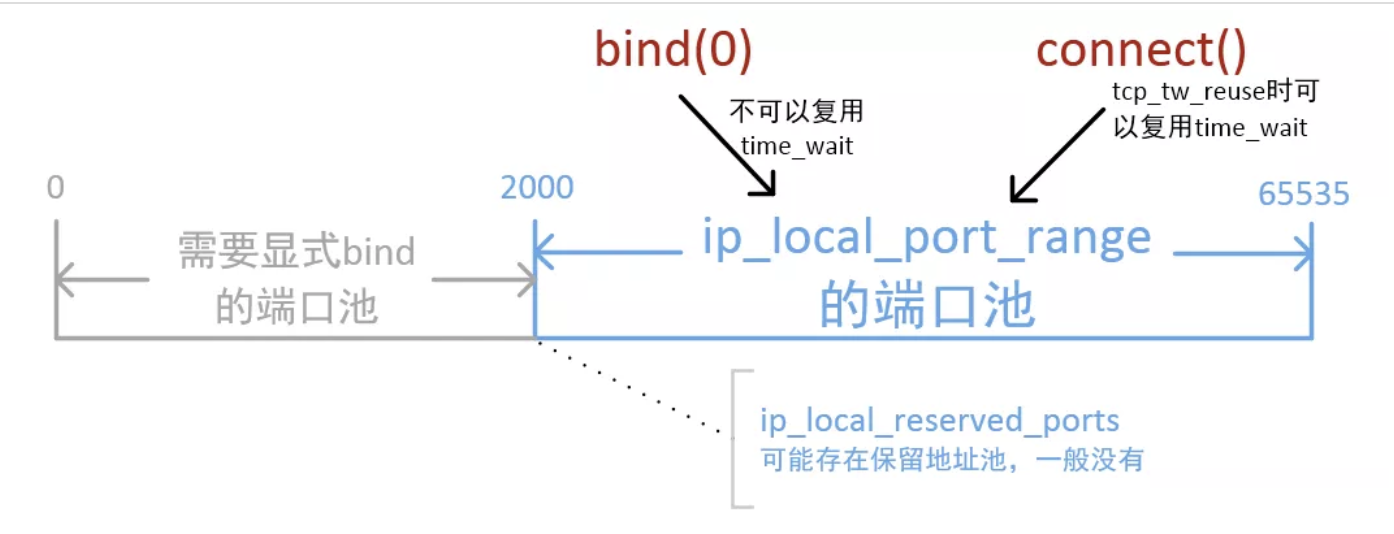 bind(0)
connect()
不可以复用
time_wait
tcp_tw_reuse时可
以复用time_wait
0
2000
65535
需要显式bind
的端口池
ip_local_port_range
的端口池
ip_local_reserved_ports
可能存在保留地址池，一般没有